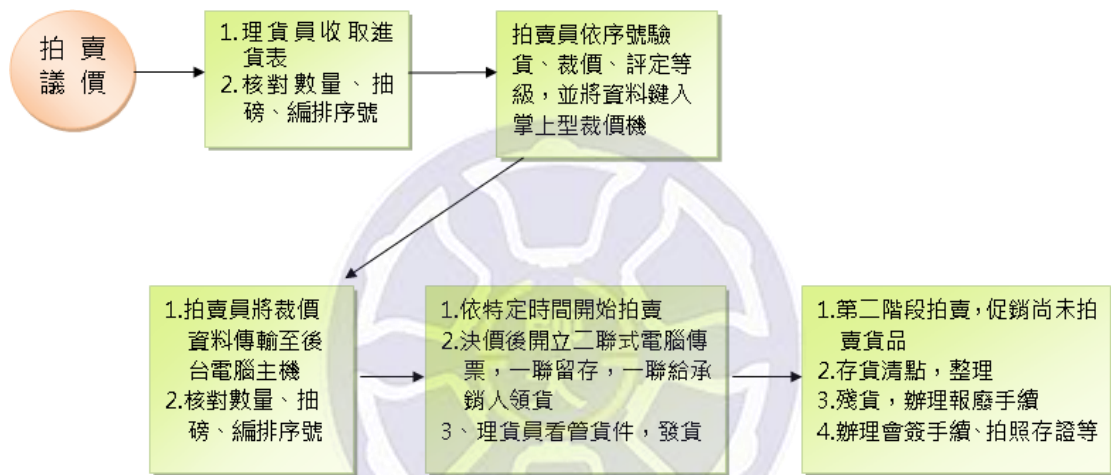 拍賣
議價
1.理貨員收取進
貨表
2.核對數量、抽
磅、編排序號
拍賣員依序號驗
貨、裁價、評定等
級，並將資料鍵入
掌上型裁價機
1.拍賣員將裁價
資料傳輸至後
台電腦主機
2.核對數量、抽
磅、編排序號
1.依特定時間開始拍賣
2.決價後開立二聯式電腦傳
票，一聯留存，一聯給承
銷人領貨
3、理貨員看管貨件，發貨
1.第二階段拍賣，促銷尚未拍
賣貨品
2.存貨清點，整理
3.殘貨，辦理報廢手續
4.辦理會簽手續、拍照存證等